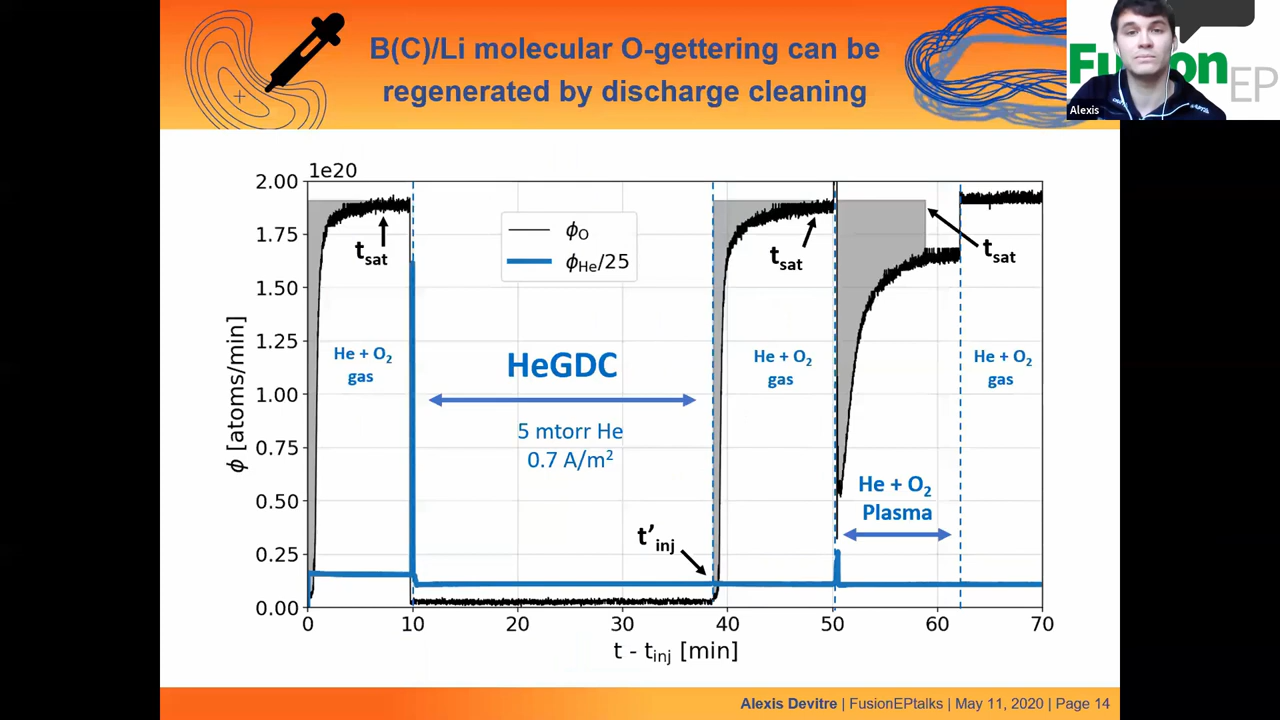 B(C)/Li molecular O-gettering can be
regenerated by discharge cleaning
Fusion
EP
Alexis
1e20
2.00
1.75
1.50
1.25
1.00
0.75
0.50
0.25
0.00
ϕ [atoms/min]
ϕO
ϕHe/25
tsat
tsat
tsat
He + O₂
gas
HeGDC
5 mtorr He
0.7 A/m²
He + O₂
gas
He + O₂
gas
He + O₂
Plasma
t’inj
0 10 20 30 40 50 60 70
t - tinj [min]
Alexis Devitre | FusionEPtalks | May 11, 2020 | Page 14